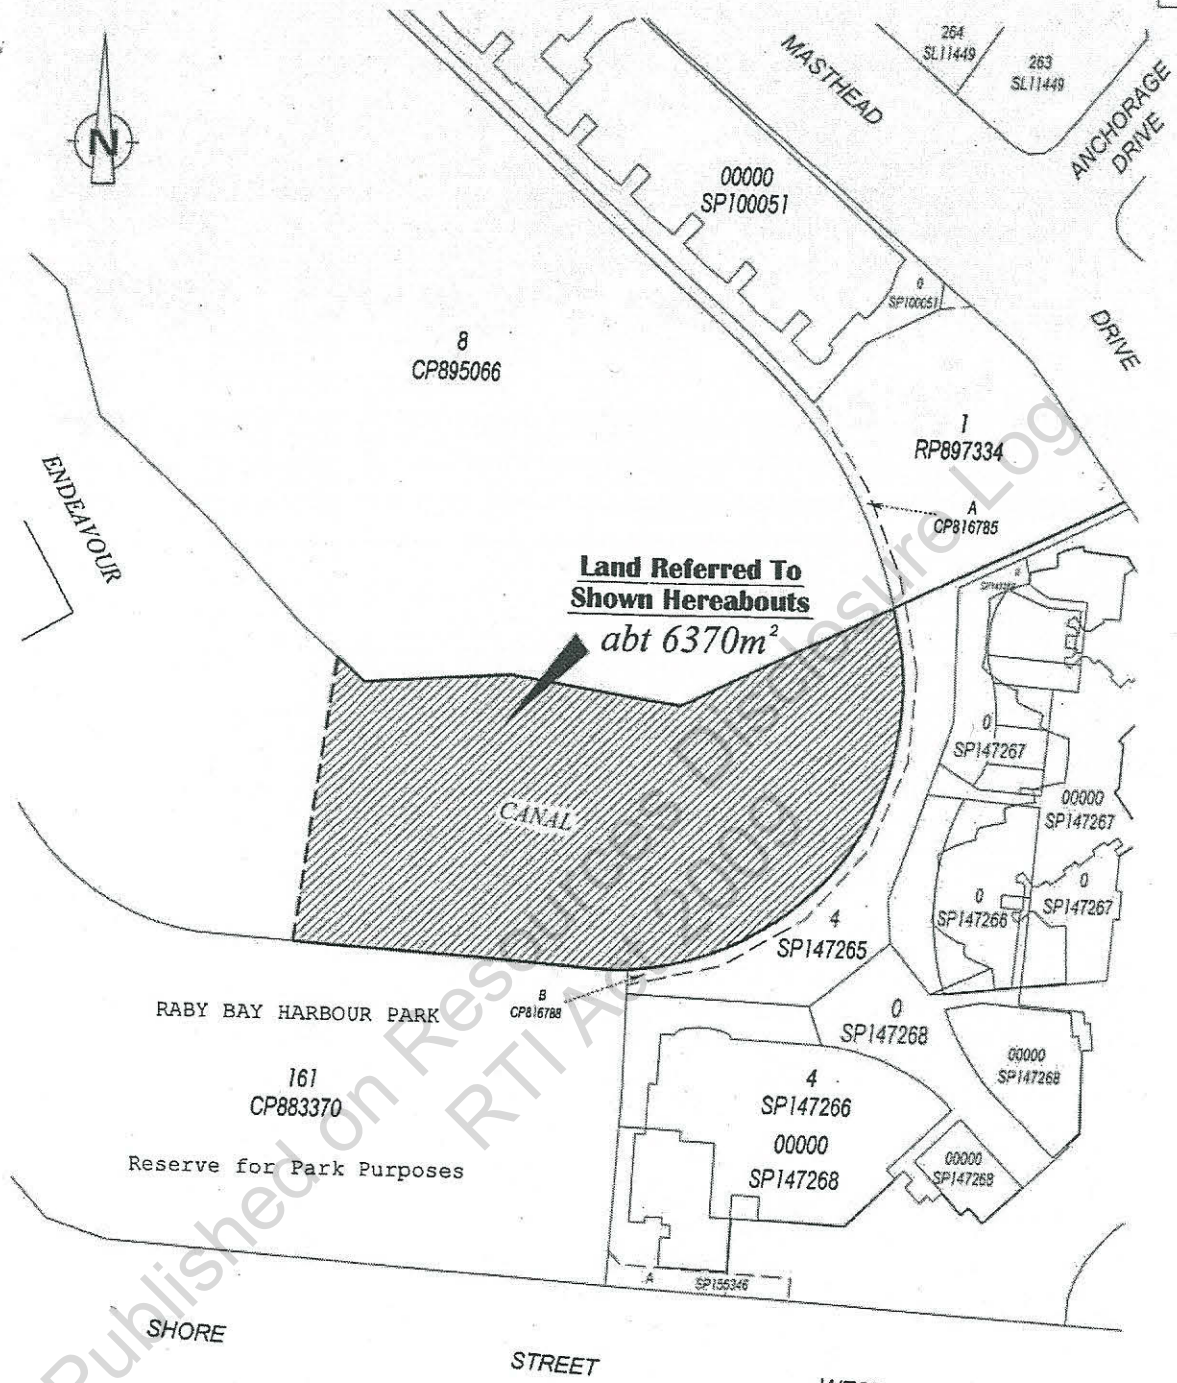 264
SL11449
263
SL11449
MASTHEAD
ANCHORAGE
DRIVE
N
00000
SP100051
0
SP100051
DRIVE
8
CP895066
1
RP897334
A
CP816785
ENDEAVOUR
Land Referred To
Shown Hereabouts
abt 6370m²
0
SP147267
00000
SP147267
CANAL
0
SP147266
0
SP147267
4
SP147265
B
CP816788
RABY BAY HARBOUR PARK
0
SP147268
00000
SP147268
161
CP883370
4
SP147266
00000
SP147268
00000
SP147268
Reserve for Park Purposes
A
SP155346
SHORE
STREET
Published on Resources Disclosure Log
RTI Act 2009